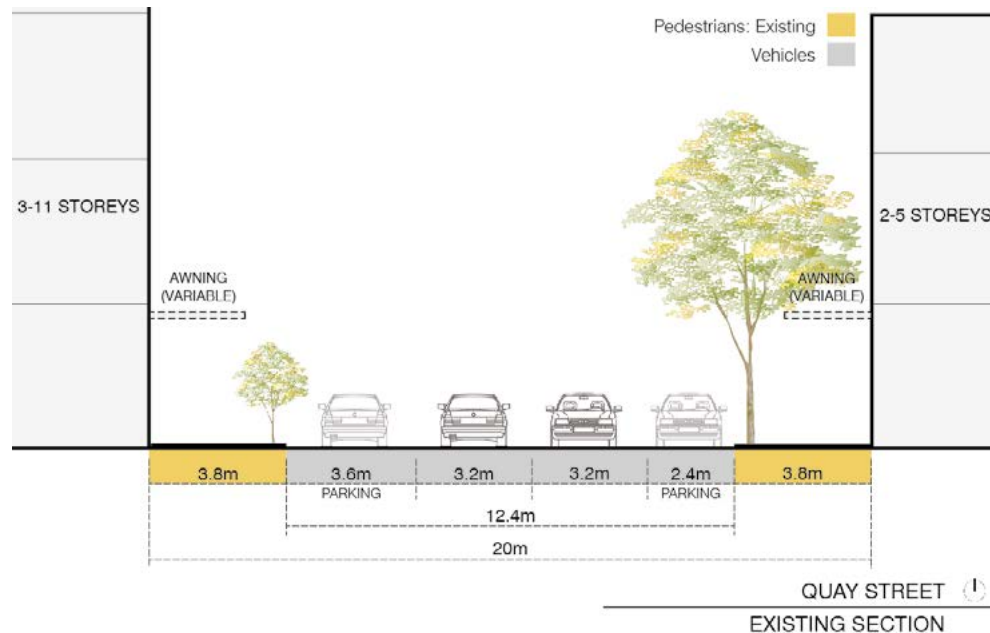 Pedestrians: Existing
Vehicles
3-11 STOREYS
2-5 STOREYS
AWNING
(VARIABLE)
AWNING
(VARIABLE)
3.8m
3.6m
3.2m
3.2m
2.4m
3.8m
PARKING
PARKING
12.4m
20m
QUAY STREET
EXISTING SECTION